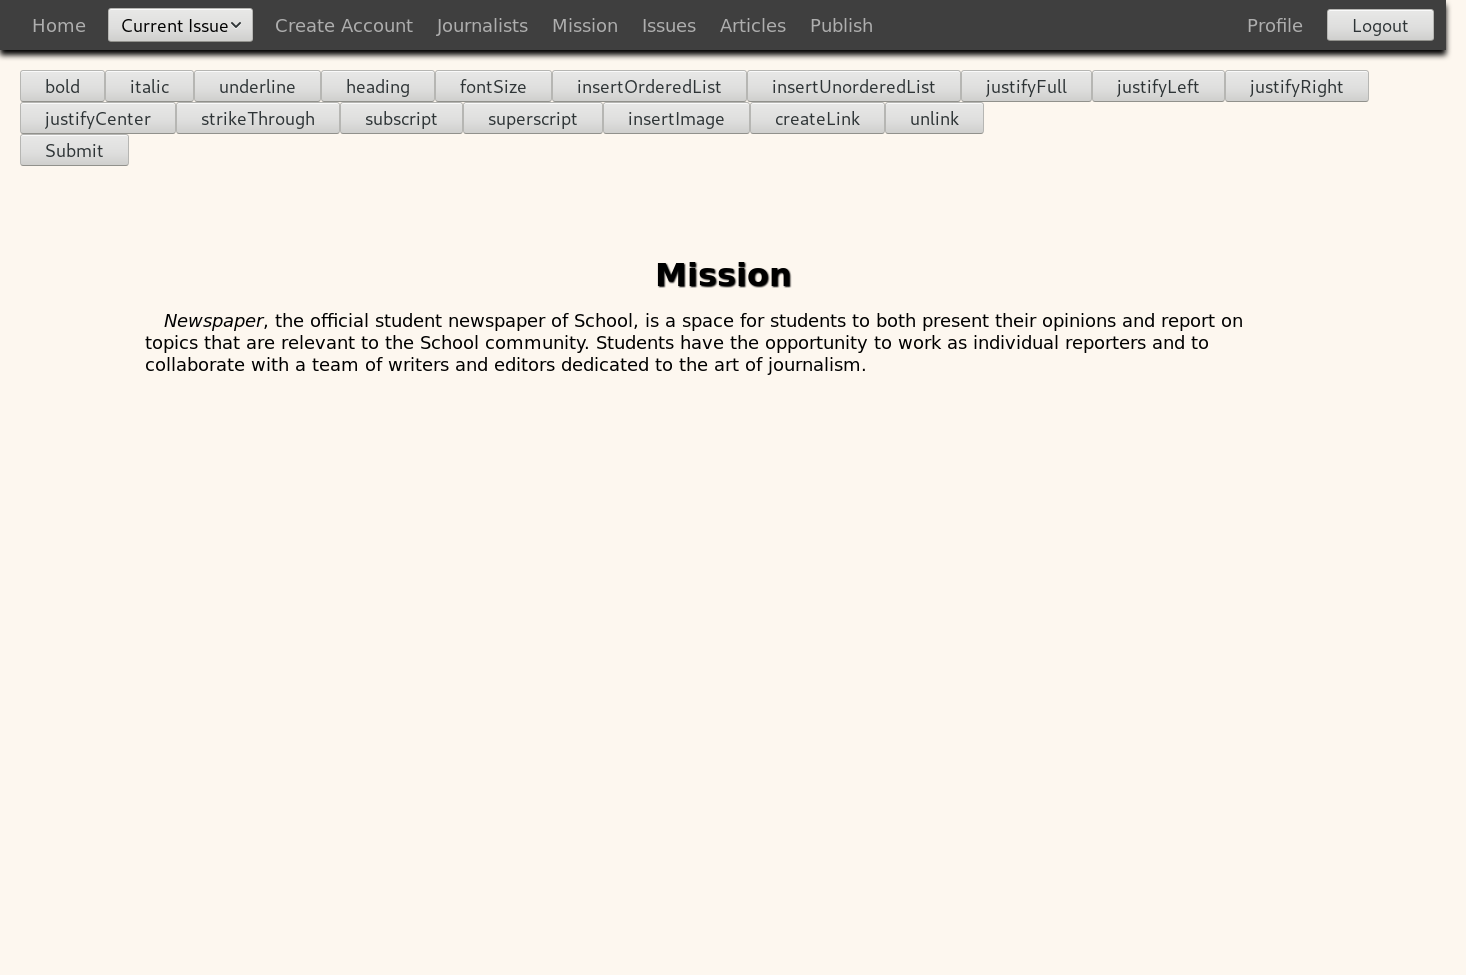 Home Current Issue Create Account Journalists Mission Issues Articles Publish Profile Logout
bold italic underline heading fontSize insertOrderedList insertUnorderedList justifyFull justifyLeft justifyRight
justifyCenter strikeThrough subscript superscript insertImage createLink unlink
Submit
Mission
Newspaper, the official student newspaper of School, is a space for students to both present their opinions and report on
topics that are relevant to the School community. Students have the opportunity to work as individual reporters and to
collaborate with a team of writers and editors dedicated to the art of journalism.